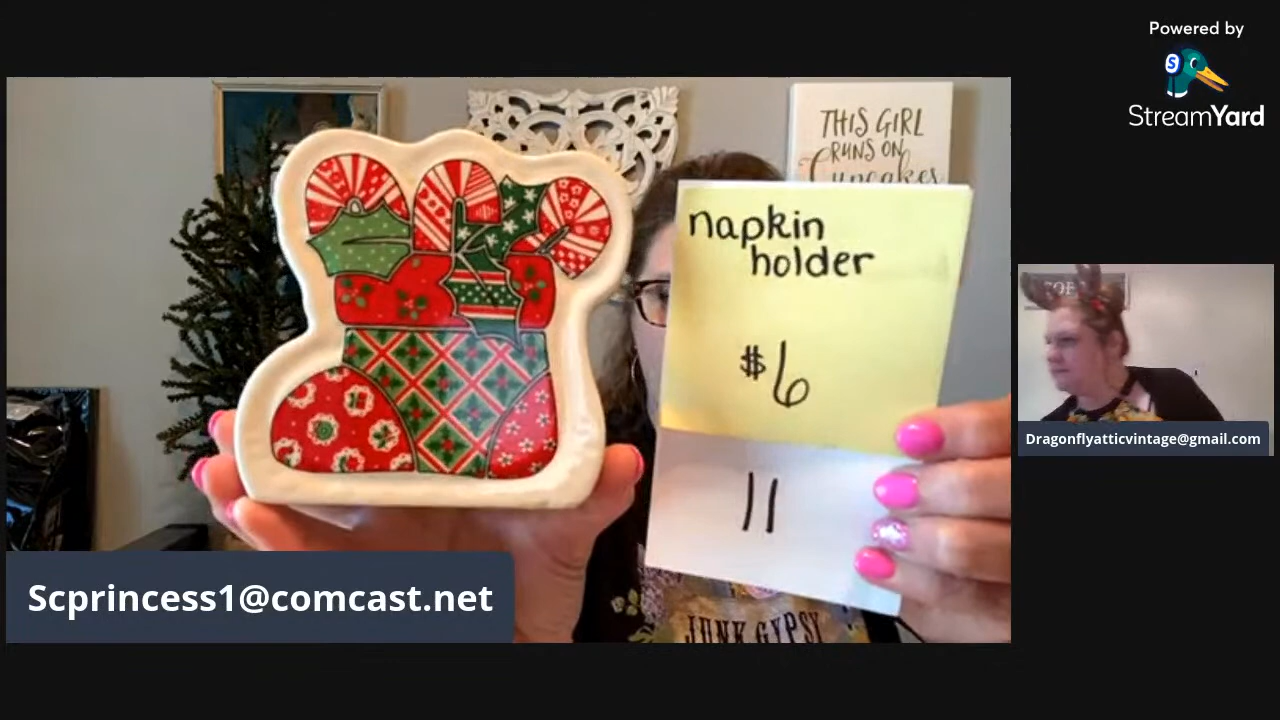 Powered by
StreamYard
THIS GIRL
RUNS ON
Cupcakes
napkin
holder
$6
11
Scprincess1@comcast.net
JUNK GYPSY
Dragonflyatticvintage@gmail.com